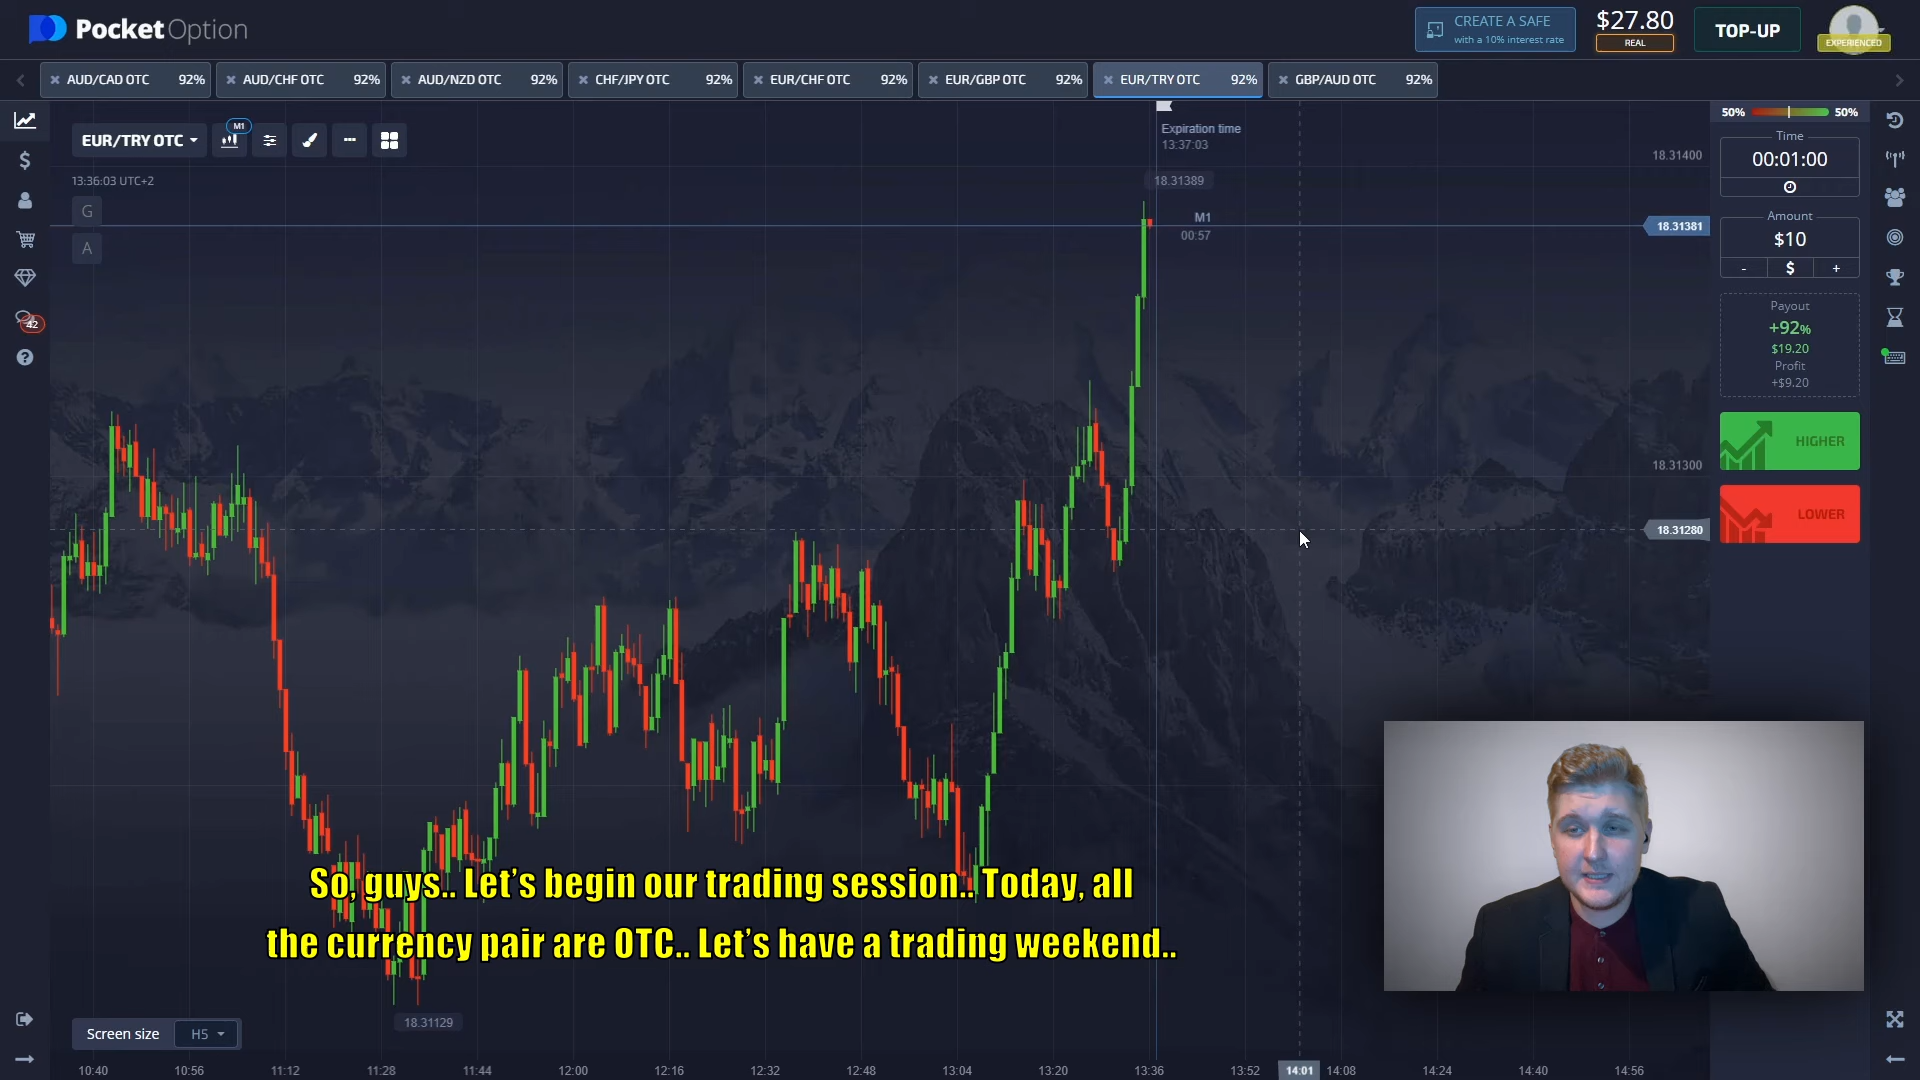 PocketOption
CREATE A SAFE
with a 10% interest rate
$27.80
REAL
TOP-UP
EXPERIENCED
AUD/CAD OTC 92%
AUD/CHF OTC 92%
AUD/NZD OTC 92%
CHF/JPY OTC 92%
EUR/CHF OTC 92%
EUR/GBP OTC 92%
EUR/TRY OTC 92%
GBP/AUD OTC 92%
EUR/TRY OTC
M1
13:36:03 UTC+2
G
A
Expiration time
13:37:03
18.31389
M1
00:57
18.31400
18.31381
18.31300
18.31280
50% 50%
Time
00:01:00
Amount
$10
- $ +
Payout
+92%
$19.20
Profit
+$9.20
HIGHER
LOWER
42
So, guys.. Let's begin our trading session.. Today, all
the currency pair are OTC.. Let's have a trading weekend..
18.31129
Screen size H5
10:40 10:56 11:12 11:28 11:44 12:00 12:16 12:32 12:48 13:04 13:20 13:36 13:52 14:01 14:08 14:24 14:40 14:56